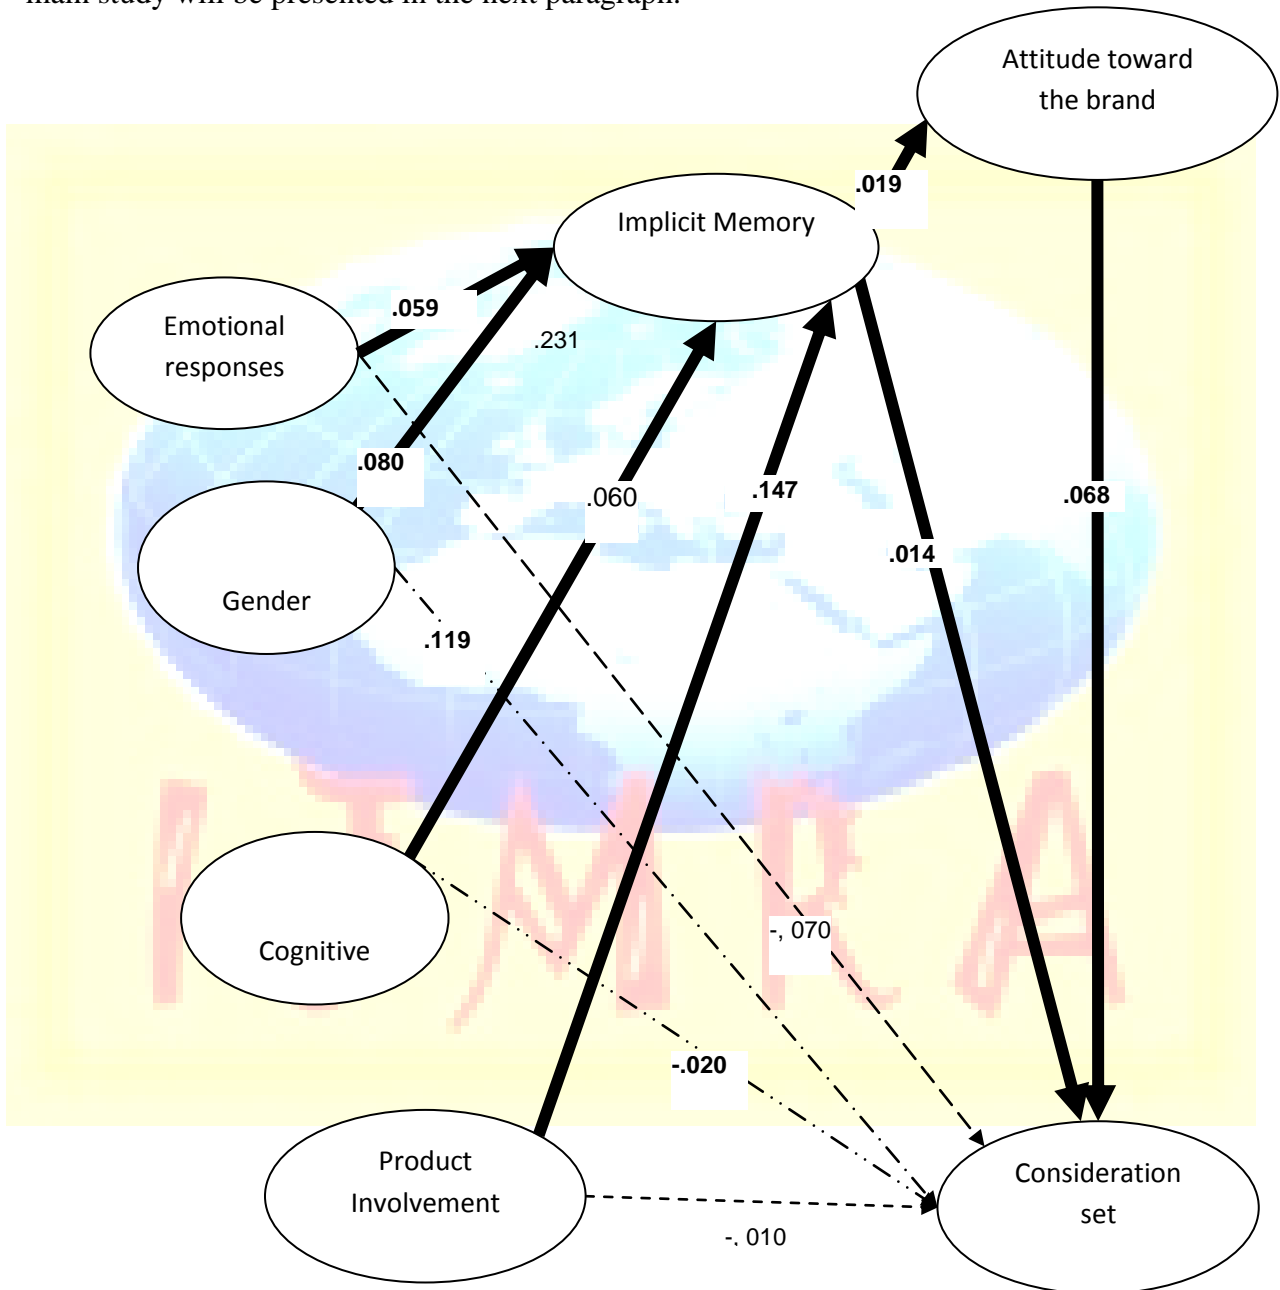 main study will be presented in the next paragraph.
Attitude toward
the brand
.019
Implicit Memory
.059
.231
Emotional
responses
.080
.060
.147
.068
.014
Gender
.119
Cognitive
-, 070
-.020
Product
Involvement
Consideration
set
-, 010
IJMRA